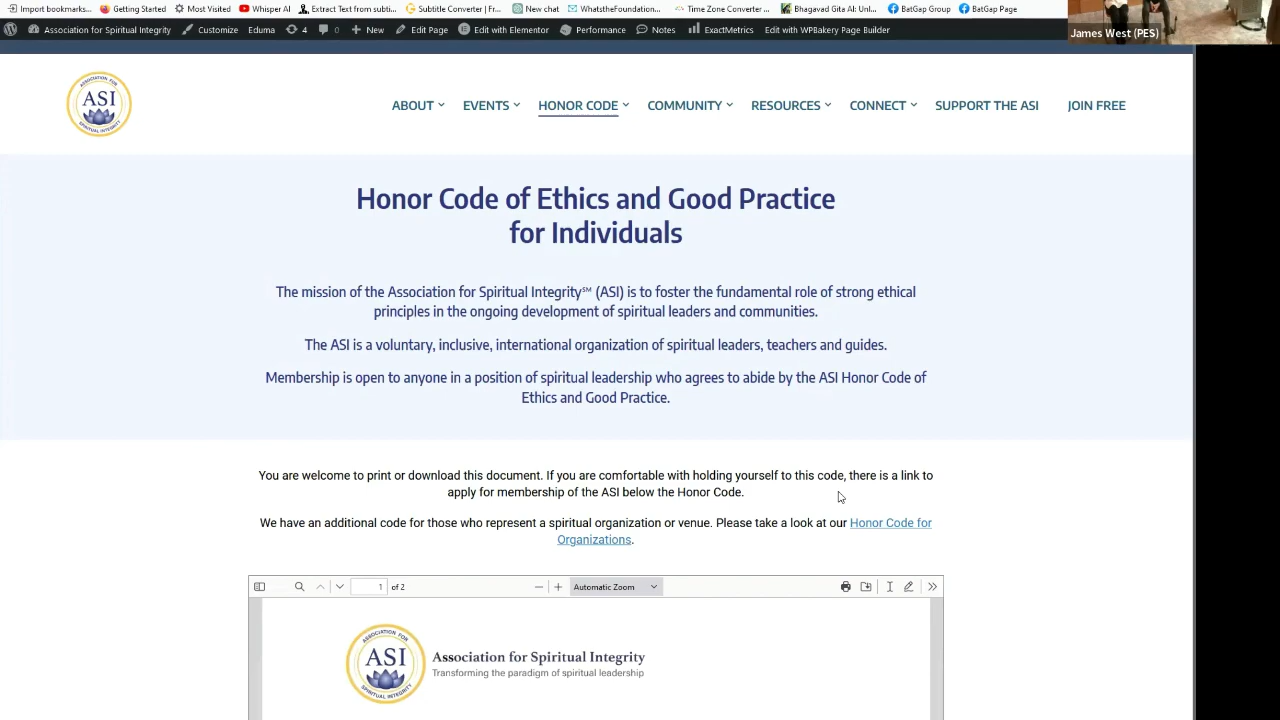 Import bookmarks... Getting Started Most Visited Whisper AI Extract Text from subti... Subtitle Converter | Fr... New chat WhatstheFoundation... Time Zone Converter ... Bhagavad Gita AI: Unl... BatGap Group BatGap Page
Association for Spiritual Integrity Customize Eduma 4 0 New Edit Page Edit with Elementor Performance Notes ExactMetrics Edit with WPBakery Page Builder
James West (PES)
ASSOCIATION FOR
ASI
SPIRITUAL INTEGRITY
ABOUT EVENTS HONOR CODE COMMUNITY RESOURCES CONNECT SUPPORT THE ASI JOIN FREE
Honor Code of Ethics and Good Practice
for Individuals
The mission of the Association for Spiritual Integrity℠ (ASI) is to foster the fundamental role of strong ethical
principles in the ongoing development of spiritual leaders and communities.
The ASI is a voluntary, inclusive, international organization of spiritual leaders, teachers and guides.
Membership is open to anyone in a position of spiritual leadership who agrees to abide by the ASI Honor Code of
Ethics and Good Practice.
You are welcome to print or download this document. If you are comfortable with holding yourself to this code, there is a link to
apply for membership of the ASI below the Honor Code.
We have an additional code for those who represent a spiritual organization or venue. Please take a look at our Honor Code for
Organizations.
1 of 2 Automatic Zoom
ASSOCIATION FOR
ASI
SPIRITUAL INTEGRITY
Association for Spiritual Integrity
Transforming the paradigm of spiritual leadership